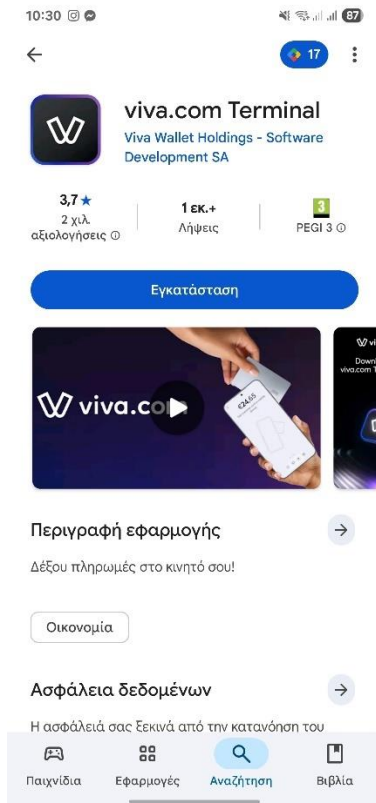 10:30
87
17
viva.com Terminal
Viva Wallet Holdings - Software
Development SA
3,7★
2 χιλ.
αξιολογήσεις
1 εκ.+
Λήψεις
3
PEGI 3
Εγκατάσταση
viva.com
€24,65
Περιγραφή εφαρμογής
Δέξου πληρωμές στο κινητό σου!
Οικονομία
Ασφάλεια δεδομένων
Η ασφάλειά σας ξεκινά από την κατανόηση του
Παιχνίδια
Εφαρμογές
Αναζήτηση
Βιβλία